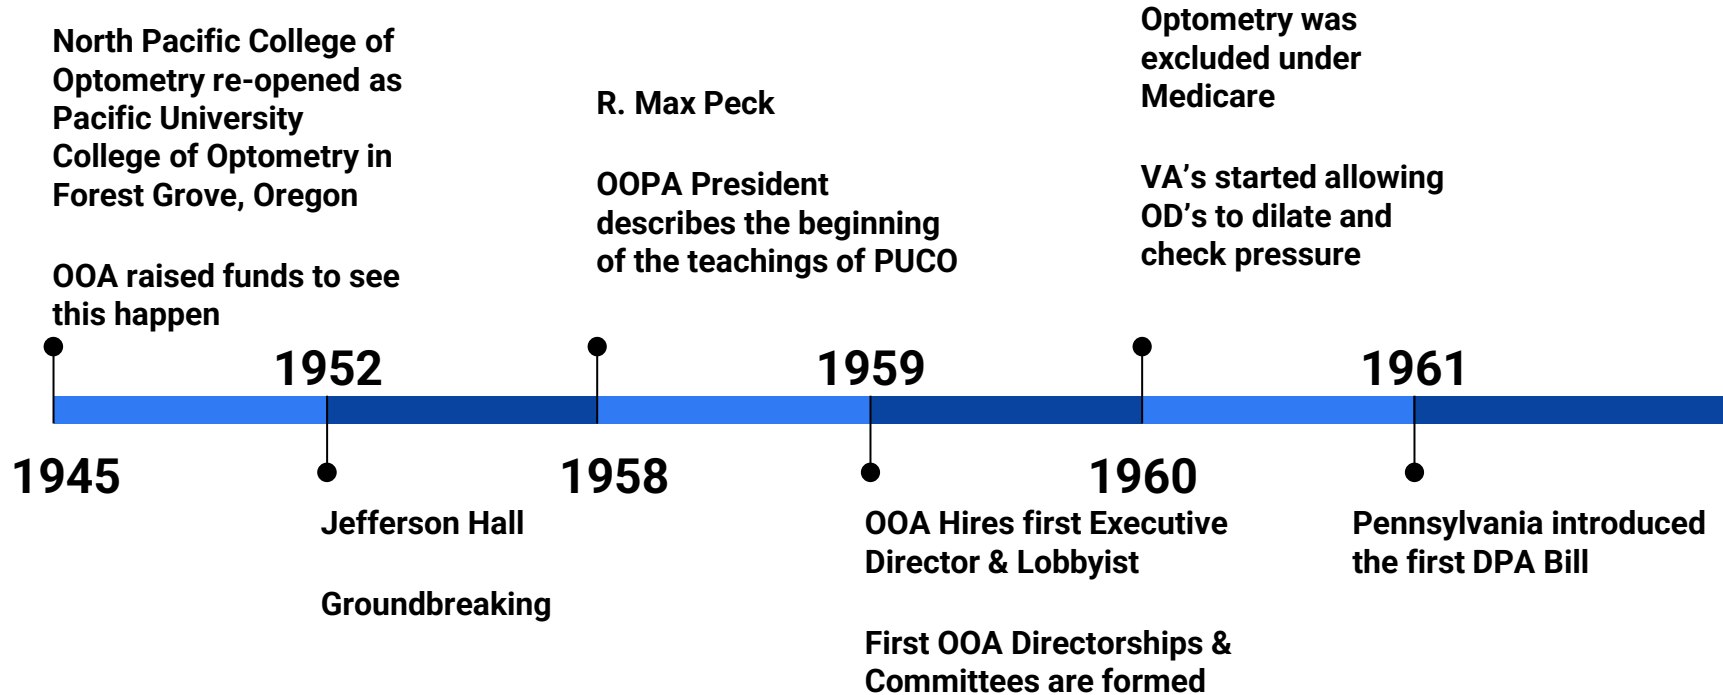 North Pacific College of
Optometry re-opened as
Pacific University
College of Optometry in
Forest Grove, Oregon
OOA raised funds to see
this happen
1945
1952
Jefferson Hall
Groundbreaking
R. Max Peck
OOPA President
describes the beginning
of the teachings of PUCO
1958
1959
OOA Hires first Executive
Director & Lobbyist
First OOA Directorships &
Committees are formed
Optometry was
excluded under
Medicare
VA’s started allowing
OD’s to dilate and
check pressure
1960
1961
Pennsylvania introduced
the first DPA Bill